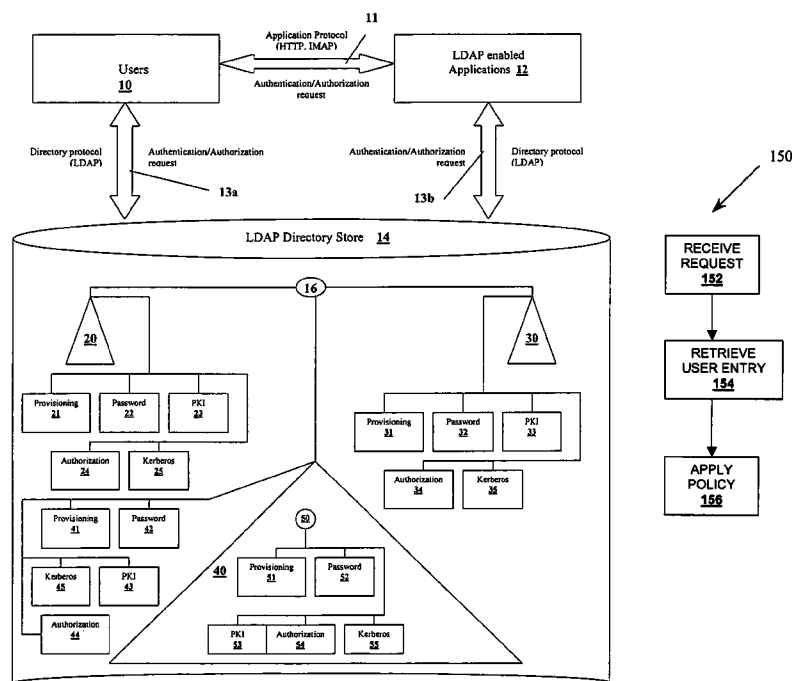 11
Application Protocol
(HTTP, IMAP)
Users
10
LDAP enabled
Applications 12
Authentication/Authorization
request
Directory protocol
(LDAP)
Authentication/Authorization
request
13a
Authentication/Authorization
request
Directory protocol
(LDAP)
13b
LDAP Directory Store 14
16
20
30
Provisioning
21
Password
22
PKI
23
Authorization
24
Kerberos
25
Provisioning
31
Password
32
PKI
33
Authorization
34
Kerberos
35
Provisioning
41
Password
42
Kerberos
45
PKI
43
Authorization
44
40
50
Provisioning
51
Password
52
PKI
53
Authorization
54
Kerberos
55
150
RECEIVE
REQUEST
152
RETRIEVE
USER ENTRY
154
APPLY
POLICY
156